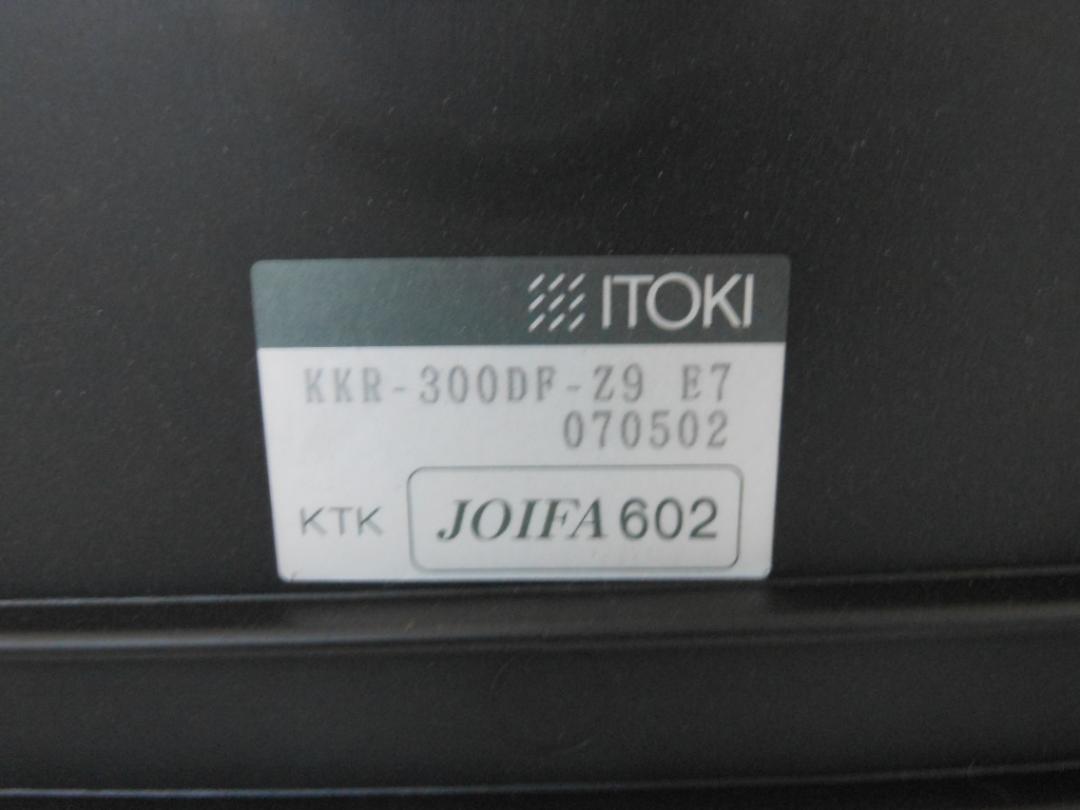 ITOKI
KKR-300DF-Z9 E7
070502
KTK JOIFA 602